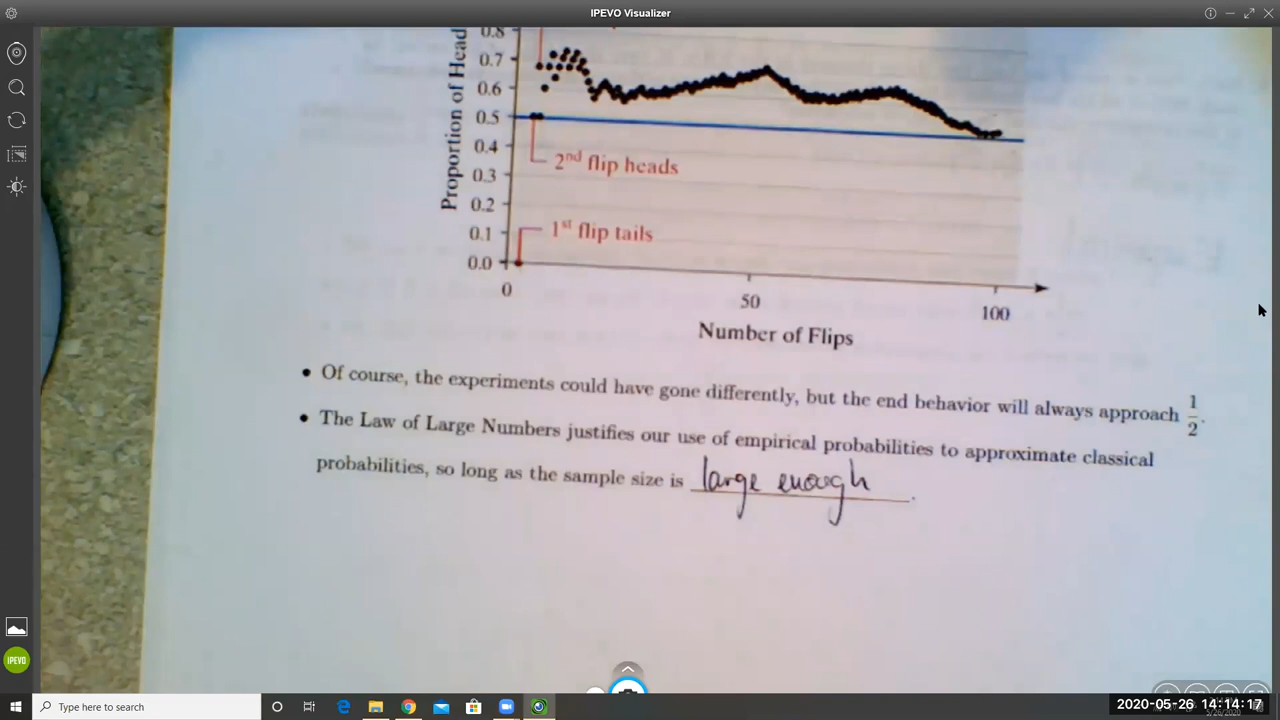 IPEVO Visualizer
0.8
0.7
0.6
0.5
0.4
0.3
0.2
0.1
0.0
Proportion of Head
2nd flip heads
1st flip tails
0
50
100
Number of Flips
• Of course, the experiments could have gone differently, but the end behavior will always approach 1/2.
• The Law of Large Numbers justifies our use of empirical probabilities to approximate classical
probabilities, so long as the sample size is large enough.
IPEVO
Type here to search
2020-05-26 14:14:17